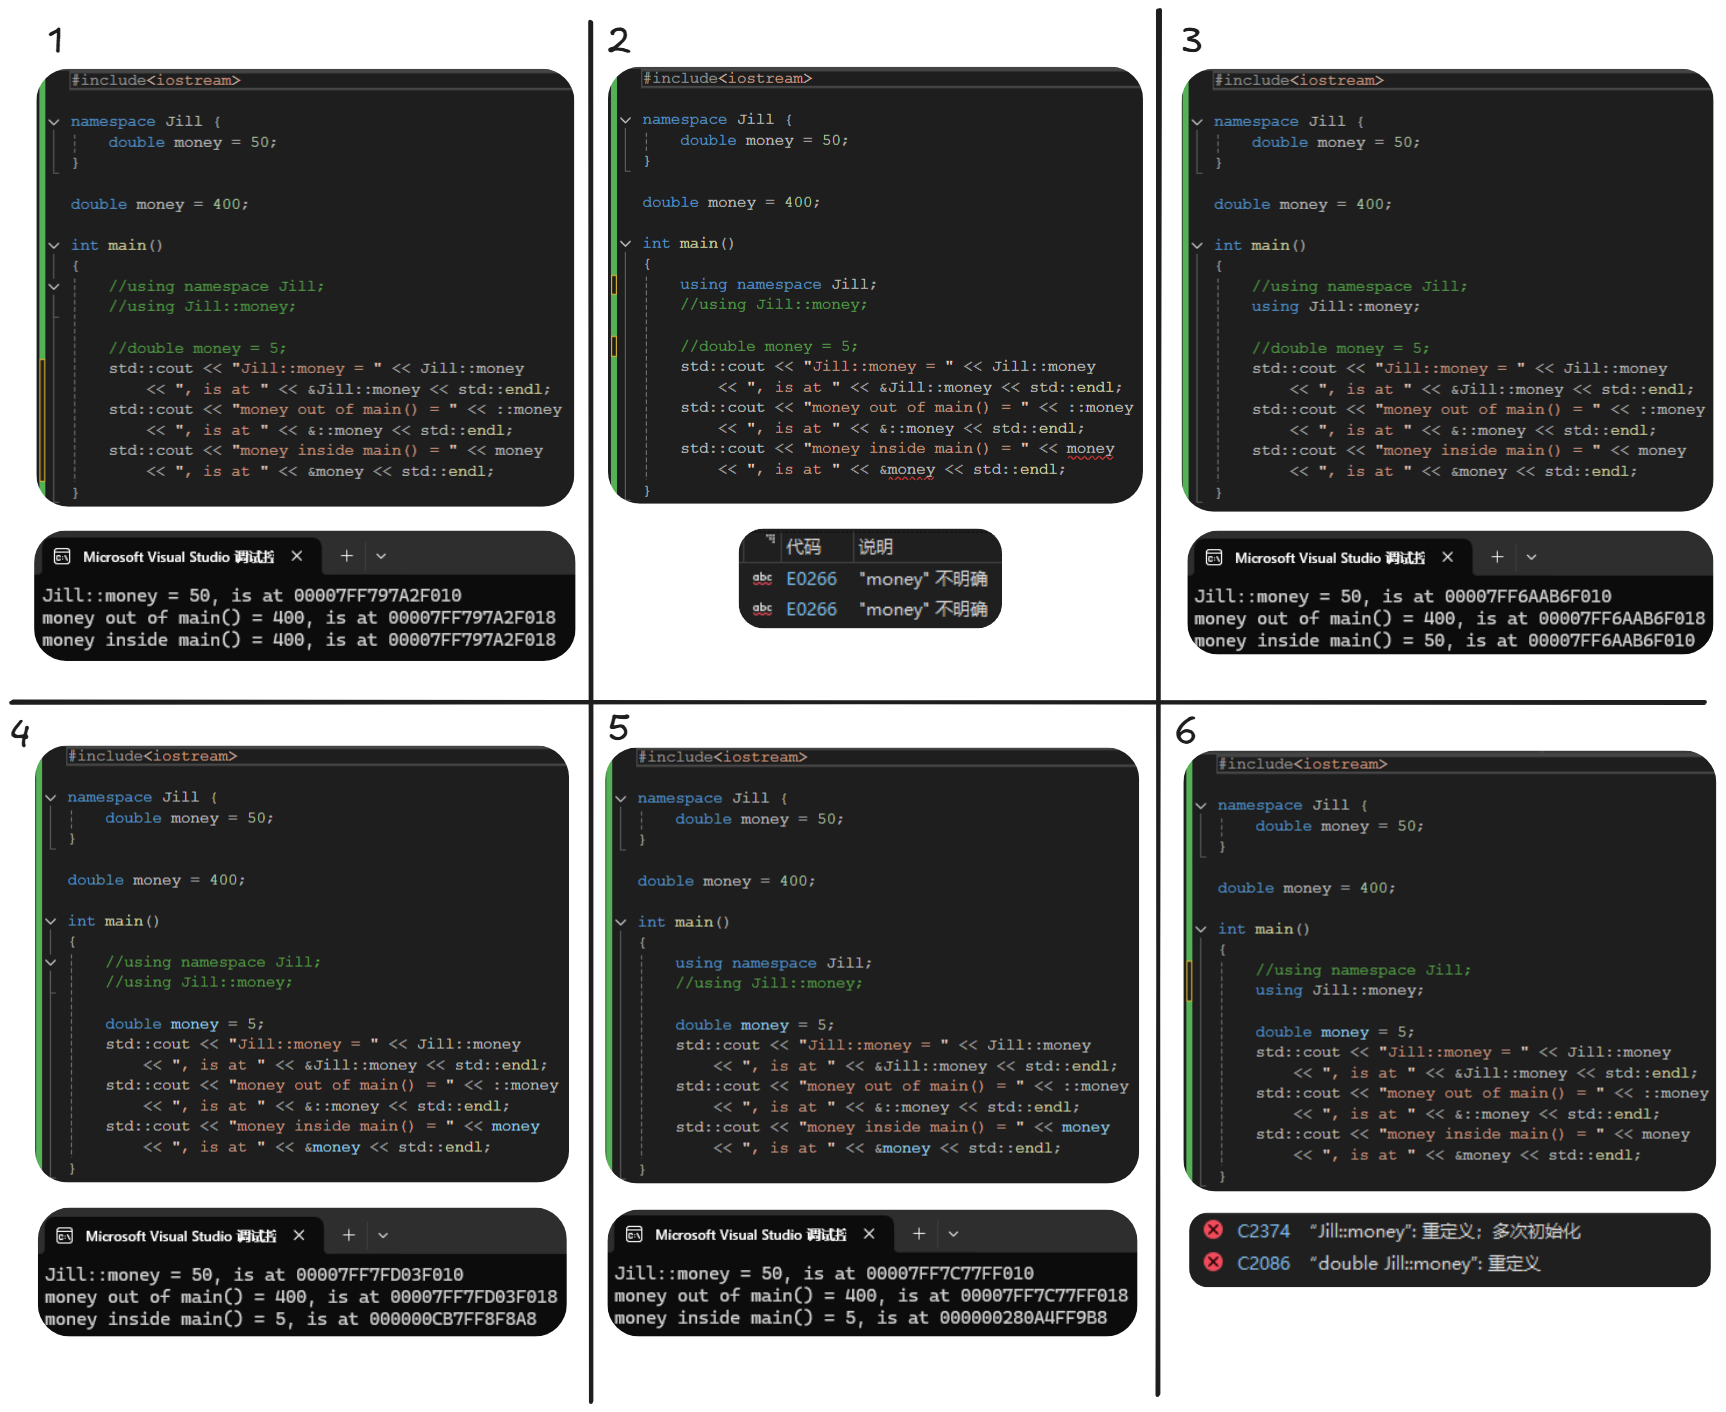 1
#include<iostream>
namespace Jill {
double money = 50;
}
double money = 400;
int main()
{
//using namespace Jill;
//using Jill::money;
//double money = 5;
std::cout << "Jill::money = " << Jill::money
<< ", is at " << &Jill::money << std::endl;
std::cout << "money out of main() = " << ::money
<< ", is at " << &::money << std::endl;
std::cout << "money inside main() = " << money
<< ", is at " << &money << std::endl;
}
Microsoft Visual Studio 调试控
Jill::money = 50, is at 00007FF797A2F010
money out of main() = 400, is at 00007FF797A2F018
money inside main() = 400, is at 00007FF797A2F018
2
#include<iostream>
namespace Jill {
double money = 50;
}
double money = 400;
int main()
{
using namespace Jill;
//using Jill::money;
//double money = 5;
std::cout << "Jill::money = " << Jill::money
<< ", is at " << &Jill::money << std::endl;
std::cout << "money out of main() = " << ::money
<< ", is at " << &::money << std::endl;
std::cout << "money inside main() = " << money
<< ", is at " << &money << std::endl;
}
代码 说明
abc E0266 "money" 不明确
abc E0266 "money" 不明确
3
#include<iostream>
namespace Jill {
double money = 50;
}
double money = 400;
int main()
{
//using namespace Jill;
using Jill::money;
//double money = 5;
std::cout << "Jill::money = " << Jill::money
<< ", is at " << &Jill::money << std::endl;
std::cout << "money out of main() = " << ::money
<< ", is at " << &::money << std::endl;
std::cout << "money inside main() = " << money
<< ", is at " << &money << std::endl;
}
Microsoft Visual Studio 调试控
Jill::money = 50, is at 00007FF6AAB6F010
money out of main() = 400, is at 00007FF6AAB6F018
money inside main() = 50, is at 00007FF6AAB6F010
4
#include<iostream>
namespace Jill {
double money = 50;
}
double money = 400;
int main()
{
//using namespace Jill;
//using Jill::money;
double money = 5;
std::cout << "Jill::money = " << Jill::money
<< ", is at " << &Jill::money << std::endl;
std::cout << "money out of main() = " << ::money
<< ", is at " << &::money << std::endl;
std::cout << "money inside main() = " << money
<< ", is at " << &money << std::endl;
}
Microsoft Visual Studio 调试控
Jill::money = 50, is at 00007FF7FD03F010
money out of main() = 400, is at 00007FF7FD03F018
money inside main() = 5, is at 000000CB7FF8F8A8
5
#include<iostream>
namespace Jill {
double money = 50;
}
double money = 400;
int main()
{
using namespace Jill;
//using Jill::money;
double money = 5;
std::cout << "Jill::money = " << Jill::money
<< ", is at " << &Jill::money << std::endl;
std::cout << "money out of main() = " << ::money
<< ", is at " << &::money << std::endl;
std::cout << "money inside main() = " << money
<< ", is at " << &money << std::endl;
}
Microsoft Visual Studio 调试控
Jill::money = 50, is at 00007FF7C77FF010
money out of main() = 400, is at 00007FF7C77FF018
money inside main() = 5, is at 000000280A4FF9B8
6
#include<iostream>
namespace Jill {
double money = 50;
}
double money = 400;
int main()
{
//using namespace Jill;
using Jill::money;
double money = 5;
std::cout << "Jill::money = " << Jill::money
<< ", is at " << &Jill::money << std::endl;
std::cout << "money out of main() = " << ::money
<< ", is at " << &::money << std::endl;
std::cout << "money inside main() = " << money
<< ", is at " << &money << std::endl;
}
C2374 “Jill::money”: 重定义；多次初始化
C2086 “double Jill::money”: 重定义